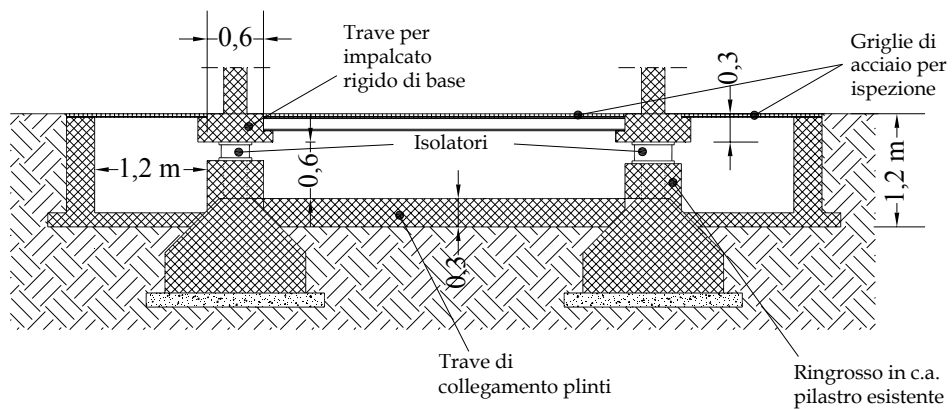 0,6
Trave per
impalcato
rigido di base
Griglie di
acciaio per
ispezione
0,3
Isolatori
1,2 m
0,6
1,2 m
0,3
Trave di
collegamento plinti
Ringrosso in c.a.
pilastro esistente